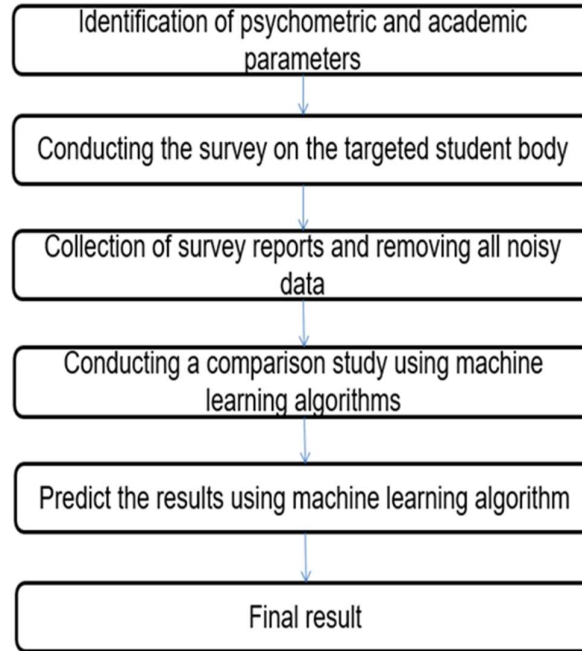 Identification of psychometric and academic
parameters
Conducting the survey on the targeted student body
Collection of survey reports and removing all noisy
data
Conducting a comparison study using machine
learning algorithms
Predict the results using machine learning algorithm
Final result